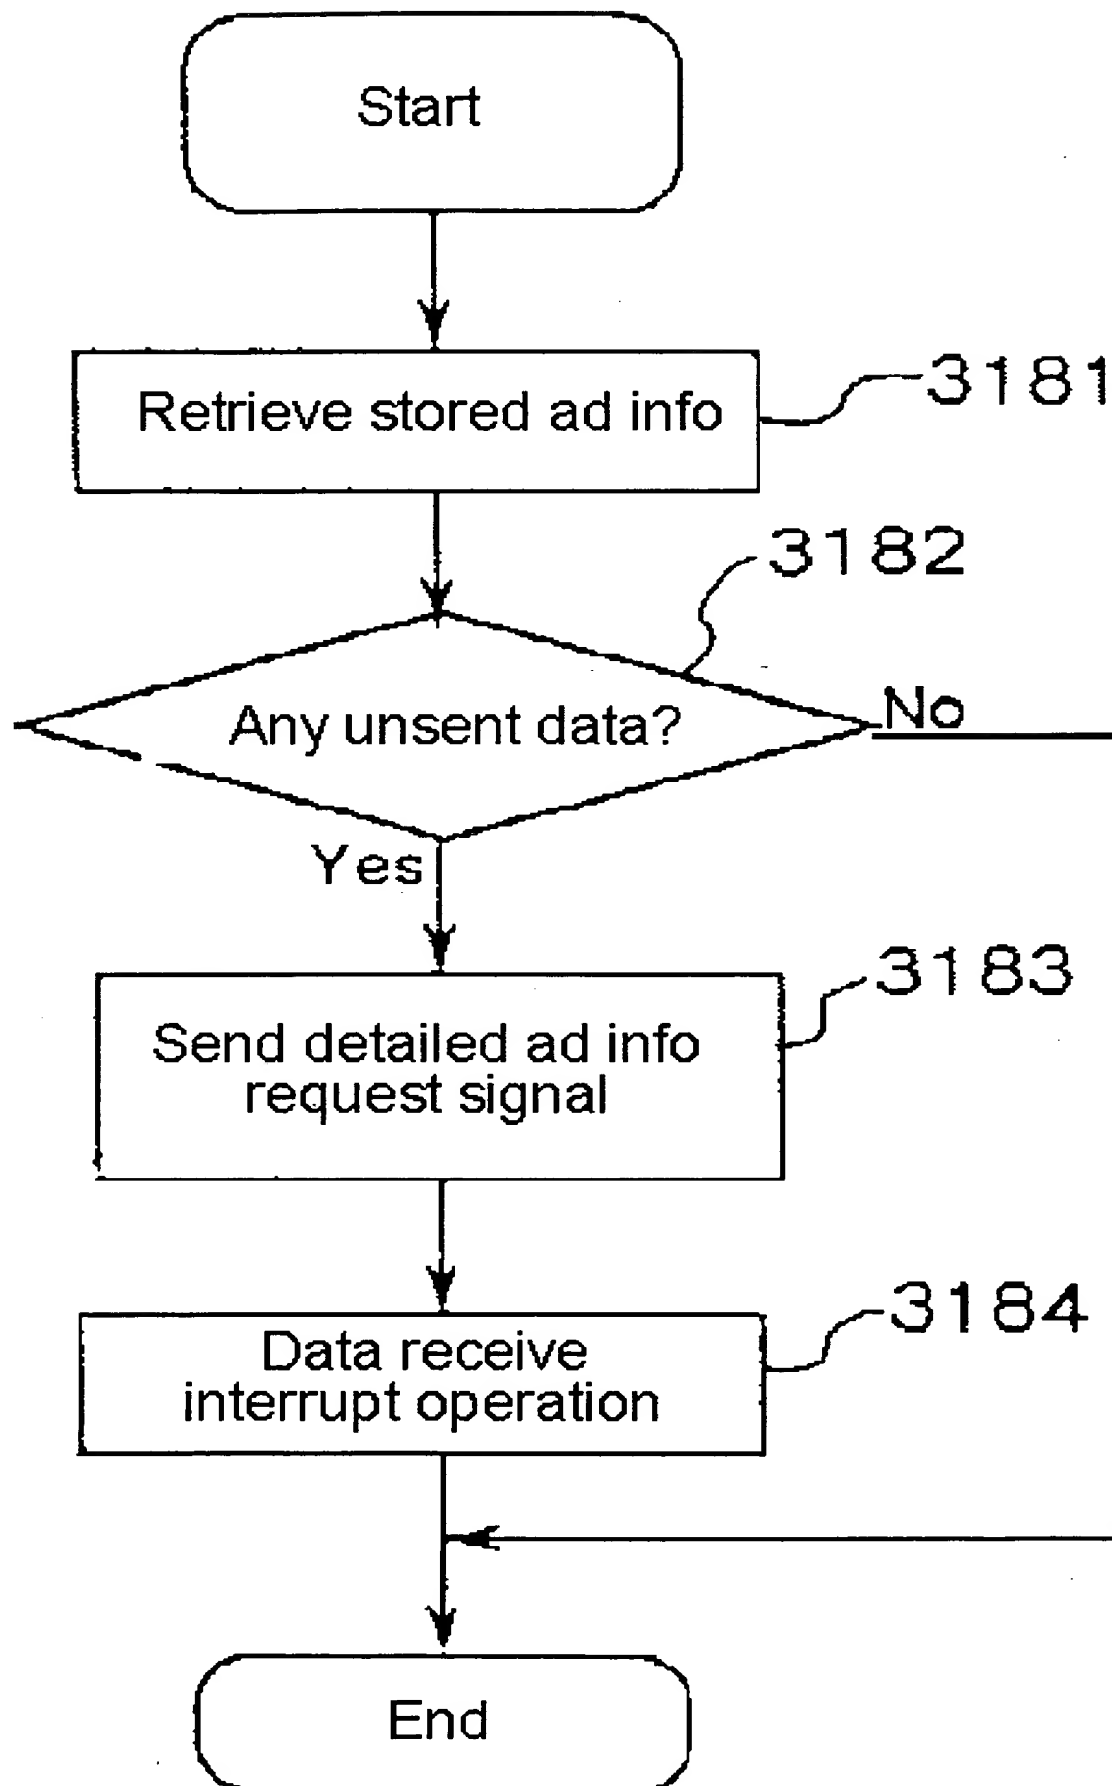 Start
Retrieve stored ad info
3181
3182
Any unsent data?
No
Yes
3183
Send detailed ad info
request signal
3184
Data receive
interrupt operation
End